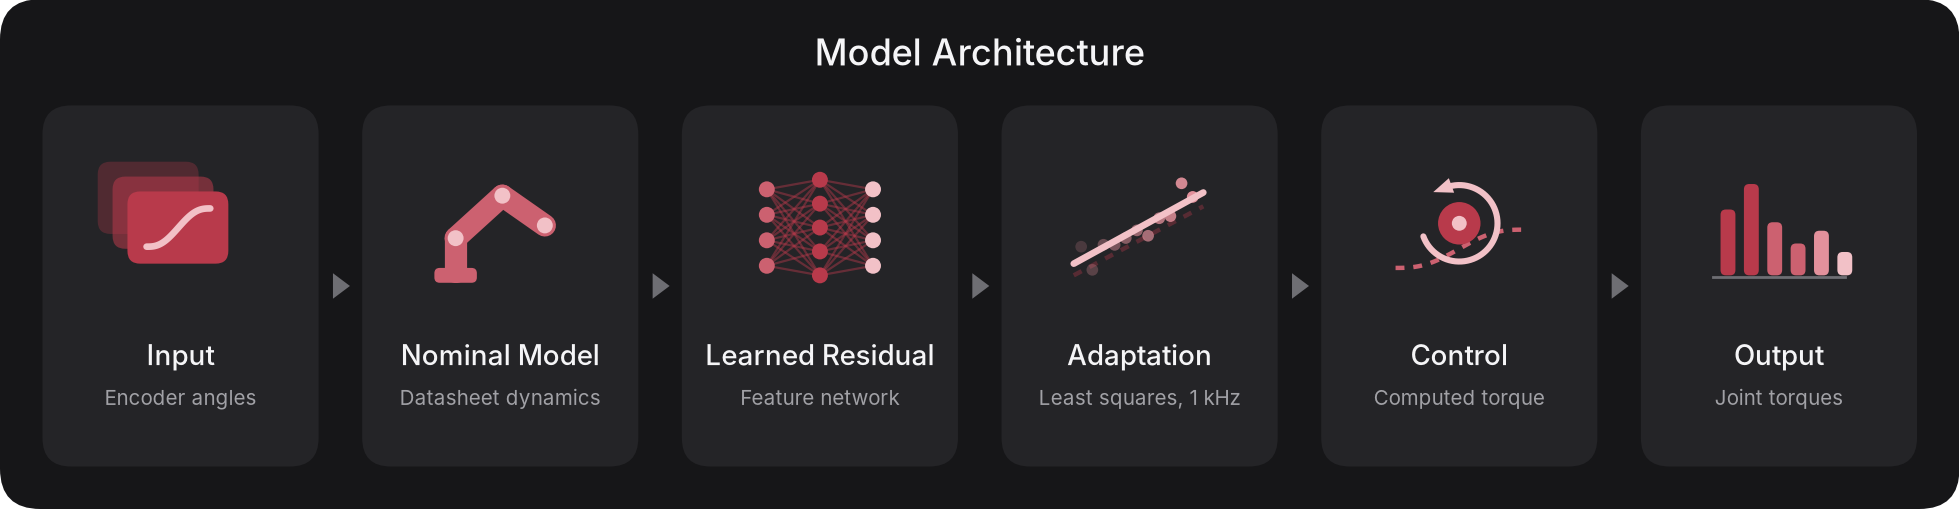 Model Architecture
Input
Encoder angles
Nominal Model
Datasheet dynamics
Learned Residual
Feature network
Adaptation
Least squares, 1 kHz
Control
Computed torque
Output
Joint torques